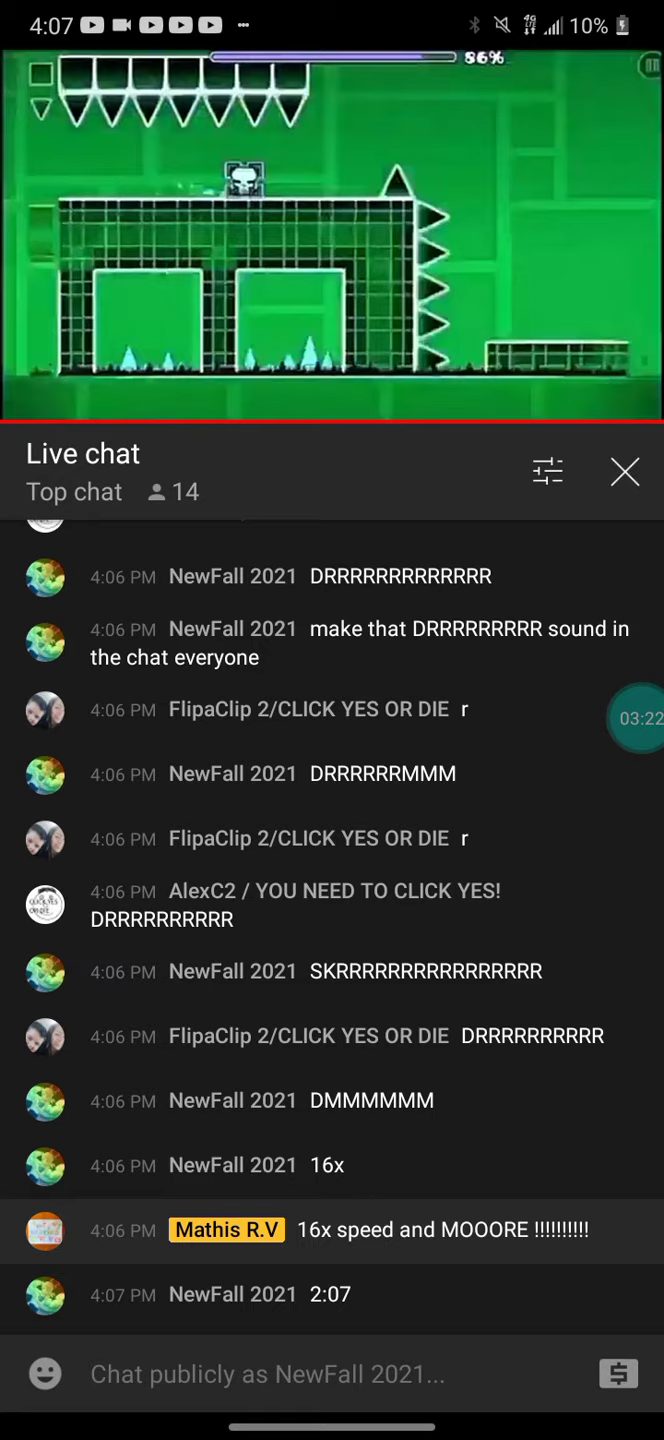 4:07
4G
LTE
10%
86%
Live chat
Top chat 14
4:06 PM NewFall 2021 DRRRRRRRRRRRRRR
4:06 PM NewFall 2021 make that DRRRRRRRRR sound in
the chat everyone
4:06 PM FlipaClip 2/CLICK YES OR DIE r
03:22
4:06 PM NewFall 2021 DRRRRRRMMM
4:06 PM FlipaClip 2/CLICK YES OR DIE r
4:06 PM AlexC2 / YOU NEED TO CLICK YES!
DRRRRRRRRRR
4:06 PM NewFall 2021 SKRRRRRRRRRRRRRRRR
4:06 PM FlipaClip 2/CLICK YES OR DIE DRRRRRRRRRR
4:06 PM NewFall 2021 DMMMMMM
4:06 PM NewFall 2021 16x
4:06 PM Mathis R.V 16x speed and MOOORE !!!!!!!!!!
4:07 PM NewFall 2021 2:07
Chat publicly as NewFall 2021...